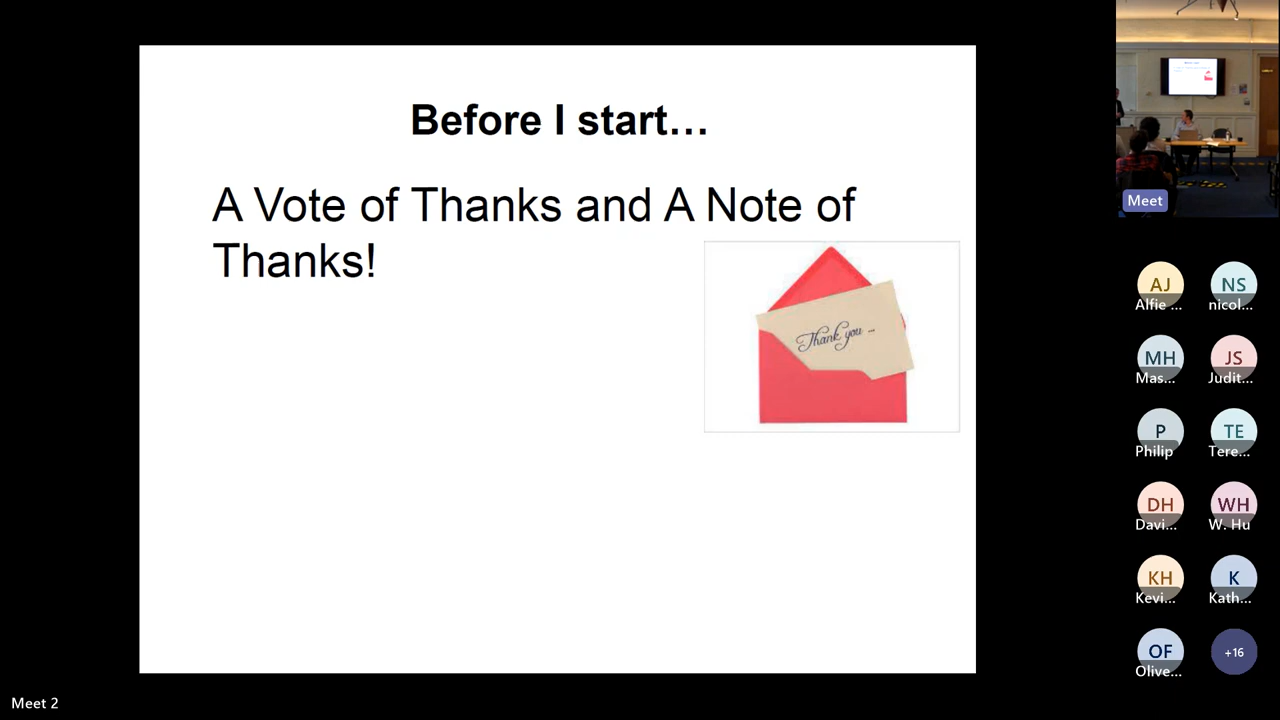 Before I start…
A Vote of Thanks and A Note of
Thanks!
Thank you ...
Meet
AJ
Alfie ...
NS
nicol...
MH
Mas...
JS
Judit...
P
Philip
TE
Tere...
DH
Davi...
WH
W. Hu
KH
Kevi...
K
Kath...
OF
Olive...
+16
Meet 2